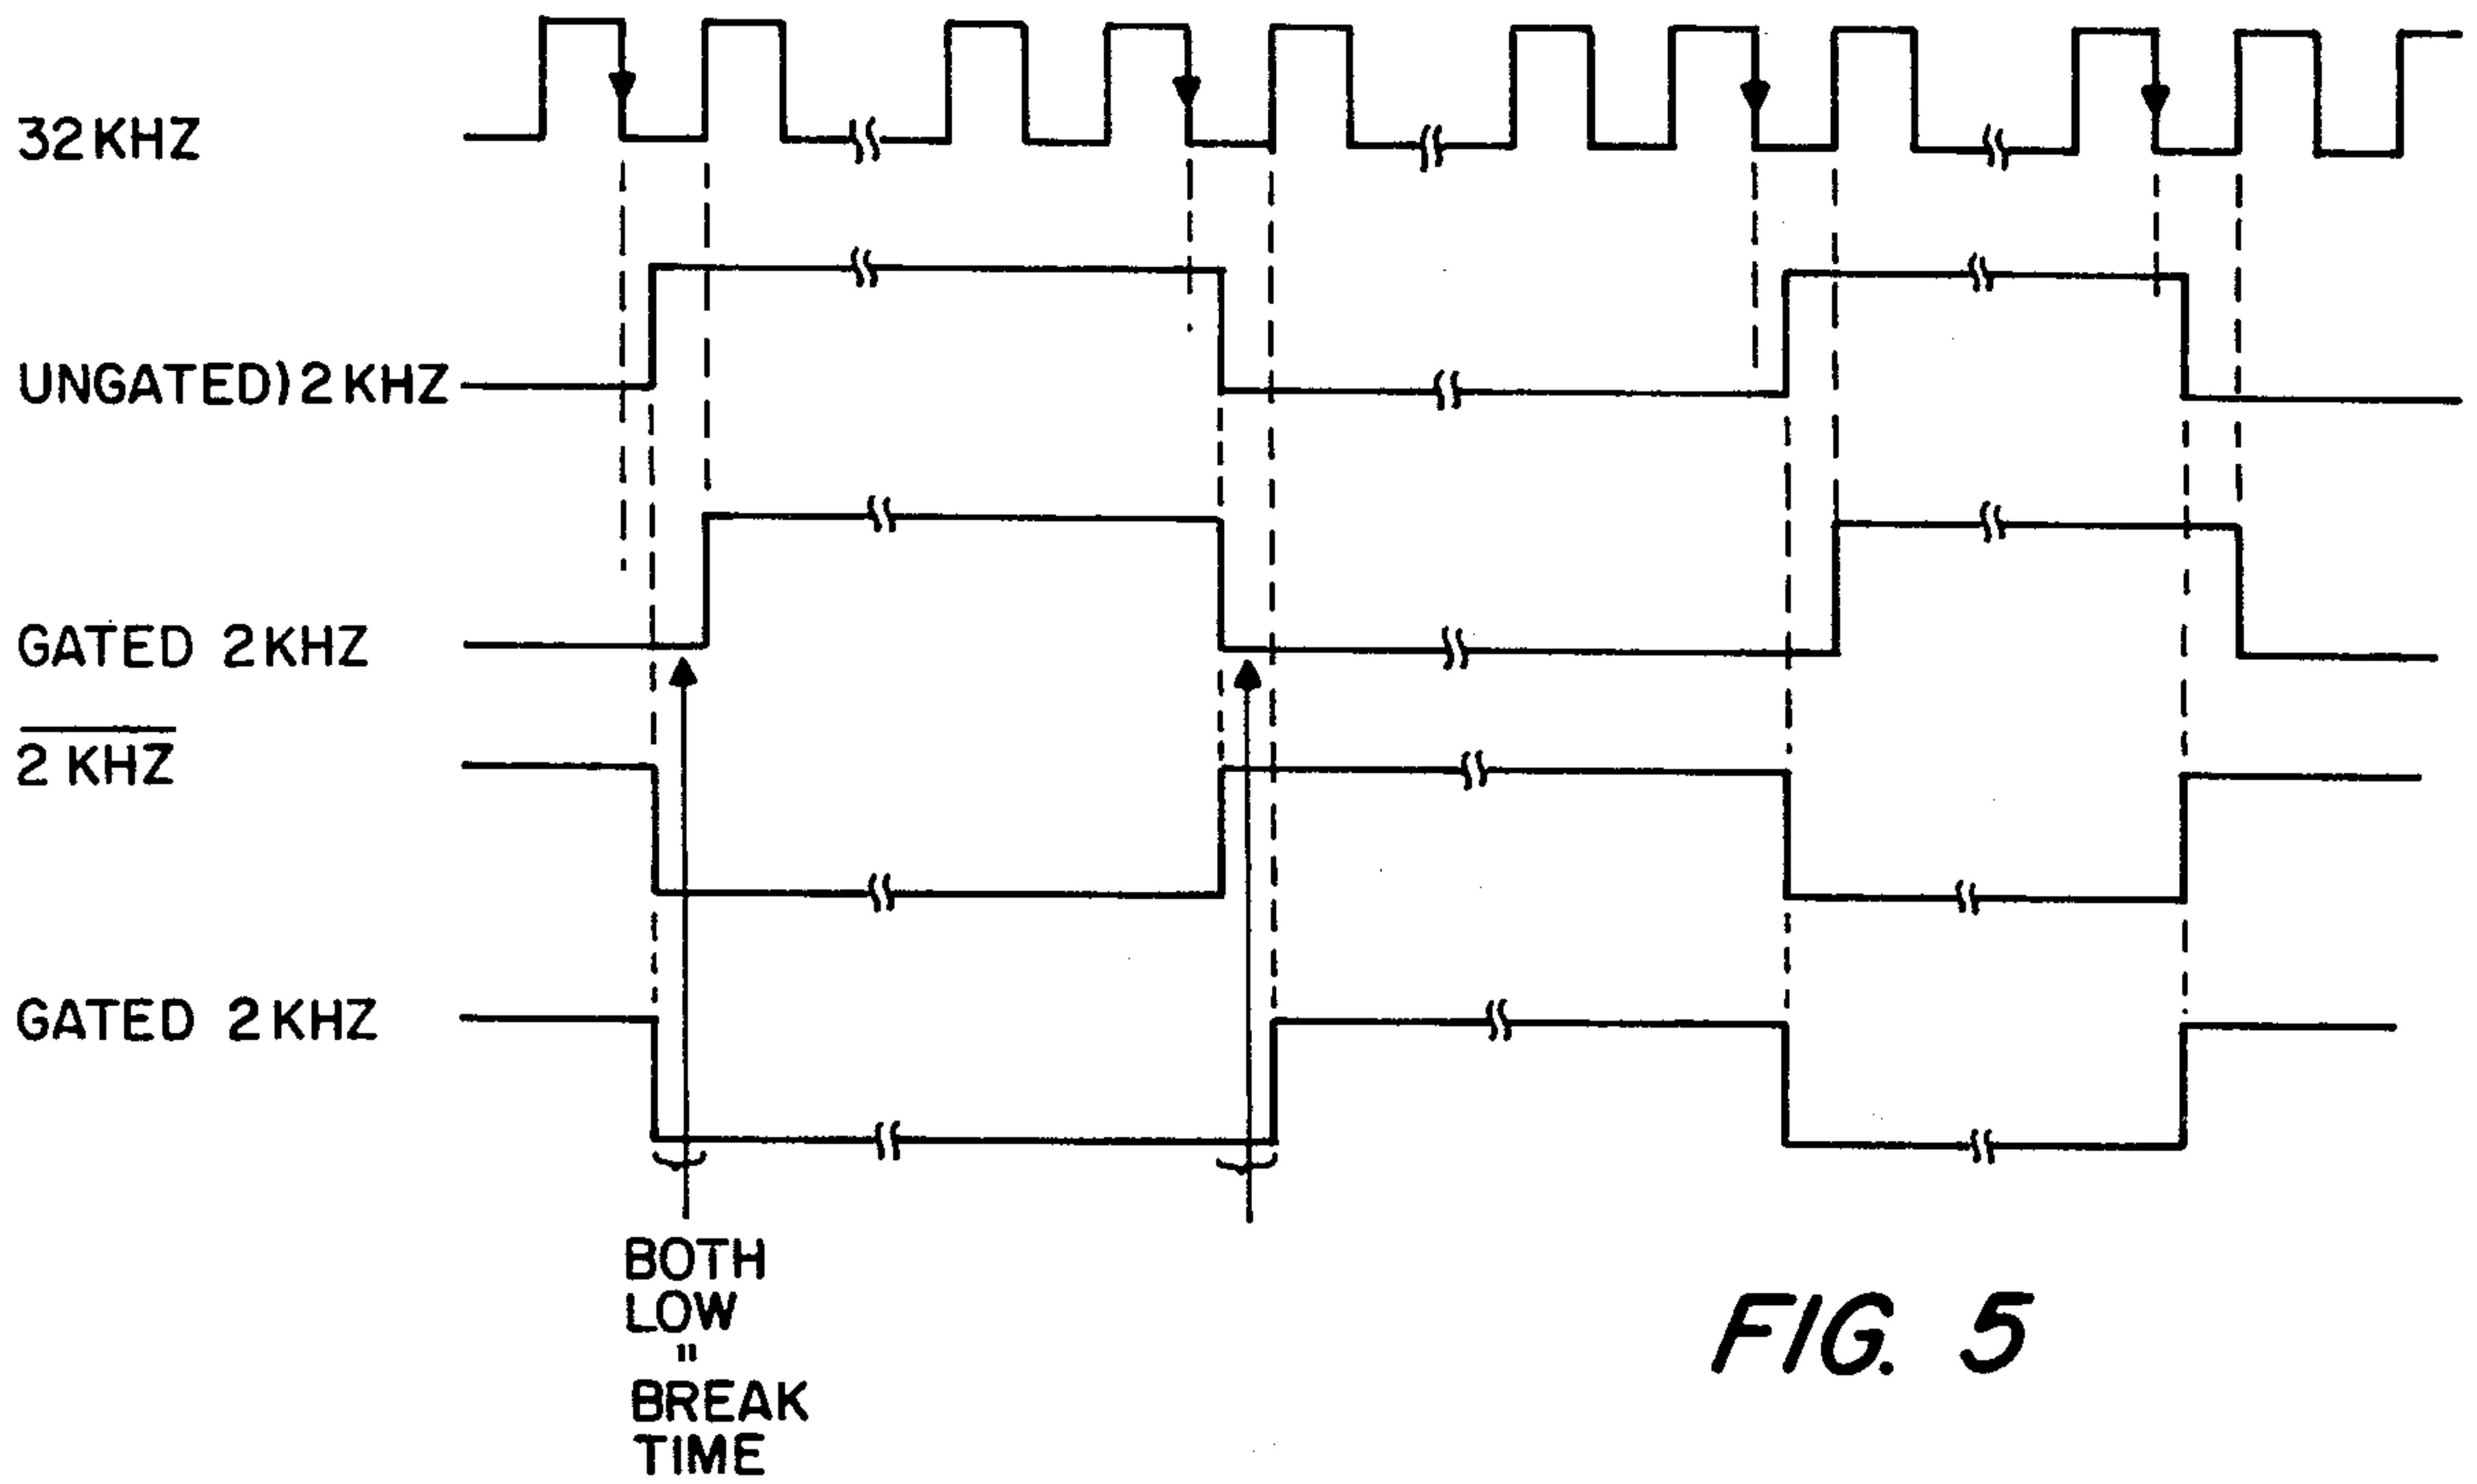 32KHZ
UNGATED)2KHZ
GATED 2KHZ
2 KHZ
GATED 2KHZ
BOTH
LOW
"
BREAK
TIME
FIG. 5